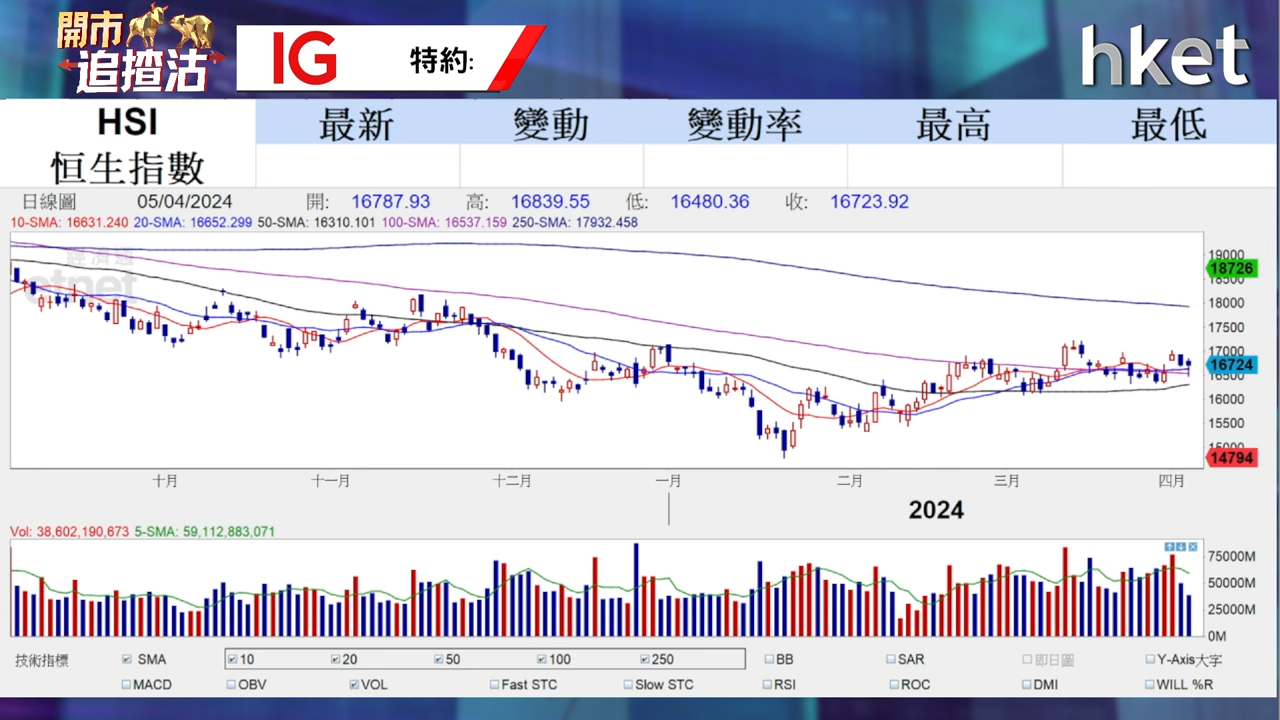 開市
追揸沽
IG 特約:
hket
HSI 最新 變動 變動率 最高 最低
恒生指數
日線圖 05/04/2024 開: 16787.93 高: 16839.55 低: 16480.36 收: 16723.92
10-SMA: 16631.240 20-SMA: 16652.299 50-SMA: 16310.101 100-SMA: 16537.159 250-SMA: 17932.458
經濟通
etnet
19000
18726
18500
18000
17500
17000
16724
16500
16000
15500
15000
14794
十月 十一月 十二月 一月 二月 三月 四月
2024
Vol: 38,602,190,673 5-SMA: 59,112,883,071
75000M
50000M
25000M
0M
技術指標 SMA 10 20 50 100 250 BB SAR 即日圖 Y-Axis大字
MACD OBV VOL Fast STC Slow STC RSI ROC DMI WILL %R